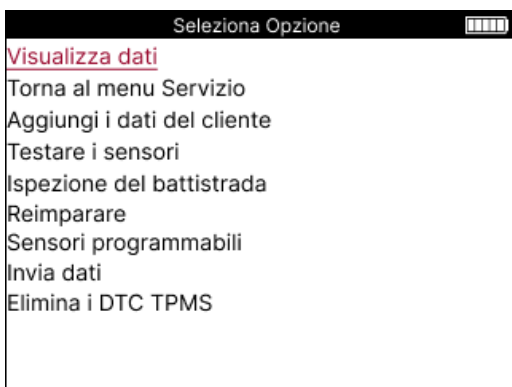 Seleziona Opzione
Visualizza dati
Torna al menu Servizio
Aggiungi i dati del cliente
Testare i sensori
Ispezione del battistrada
Reimparare
Sensori programmabili
Invia dati
Elimina i DTC TPMS